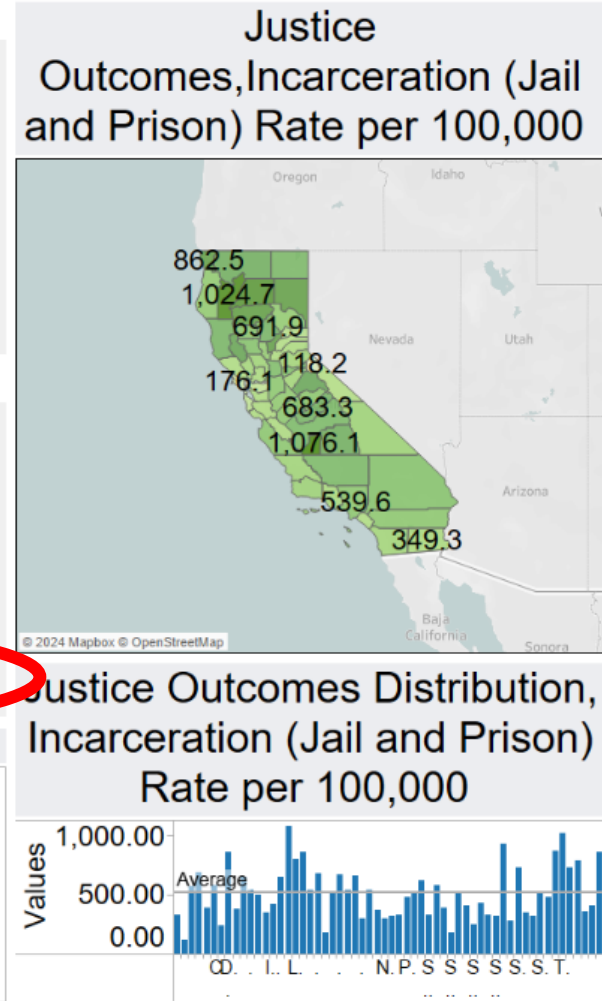 Justice
Outcomes,Incarceration (Jail
and Prison) Rate per 100,000
Oregon
Idaho
862.5
1,024.7
691.9
Nevada
Utah
118.2
176.1
683.3
1,076.1
Arizona
539.6
349.3
Baja
California
Sonora
© 2024 Mapbox © OpenStreetMap
Justice Outcomes Distribution,
Incarceration (Jail and Prison)
Rate per 100,000
Values
1,000.00
500.00
0.00
Average
D. . I.. L. . . . . N. P. S S S S S. S. T.